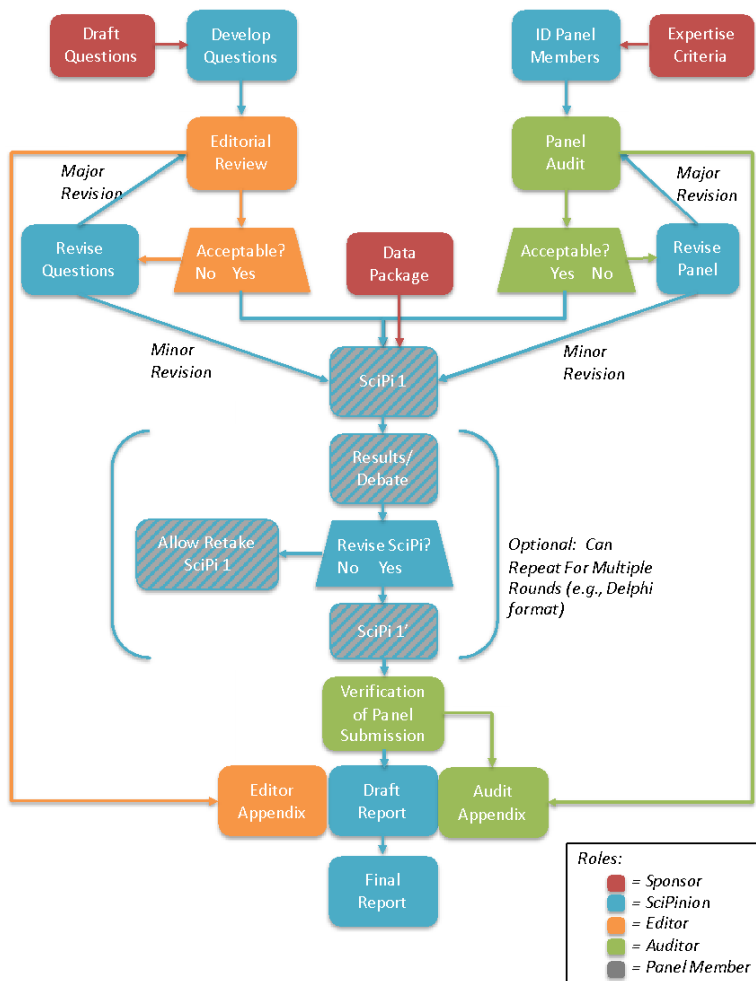 Draft
Questions
Develop
Questions
ID Panel
Members
Expertise
Criteria
Editorial
Review
Panel
Audit
Major
Revision
Major
Revision
Revise
Questions
Acceptable?
No Yes
Data
Package
Acceptable?
Yes No
Revise
Panel
Minor
Revision
Minor
Revision
SciPi 1
Results/
Debate
Allow Retake
SciPi 1
Revise SciPi?
No Yes
Optional: Can
Repeat For Multiple
Rounds (e.g., Delphi
format)
SciPi 1’
Verification
of Panel
Submission
Editor
Appendix
Draft
Report
Audit
Appendix
Final
Report
Roles:
= Sponsor
= SciPinion
= Editor
= Auditor
= Panel Member